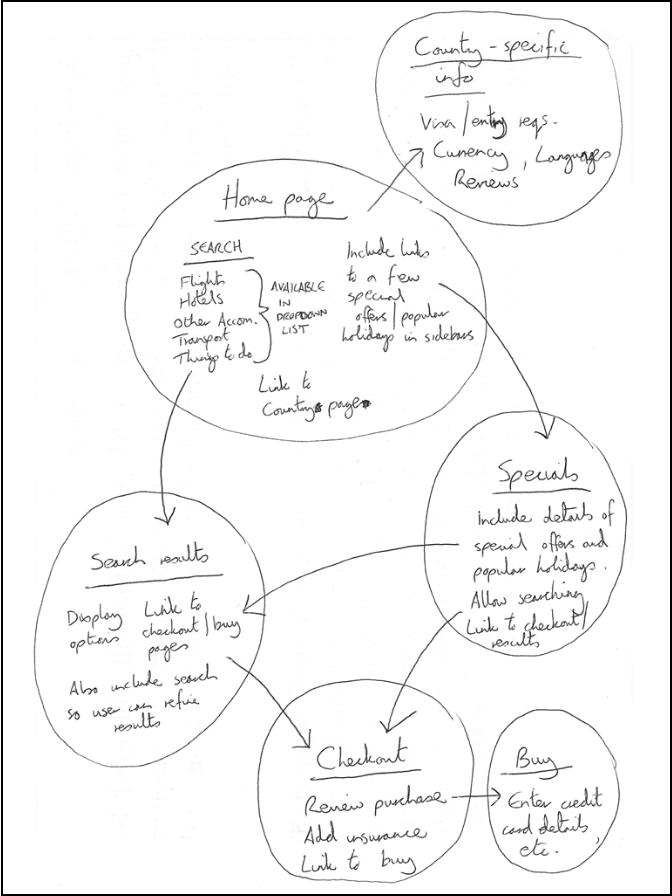 Country-specific
info
Visa/entry reqs.
Currency, Languages
Reviews
Home page
SEARCH
Flights
Hotels
Other Accom.
Transport
Things to do
AVAILABLE
IN
DROPDOWN
LIST
Include links
to a few
special
offers/popular
holidays in sidebars
Link to
Country page
Specials
Include details of
special offers and
popular holidays.
Allow searching
Link to checkout/
results
Search results
Display
options
Link to
checkout/buy
pages
Also include search
so user can refine
results
Checkout
Review purchase
Add insurance
Link to buy
Buy
Enter credit
card details,
etc.